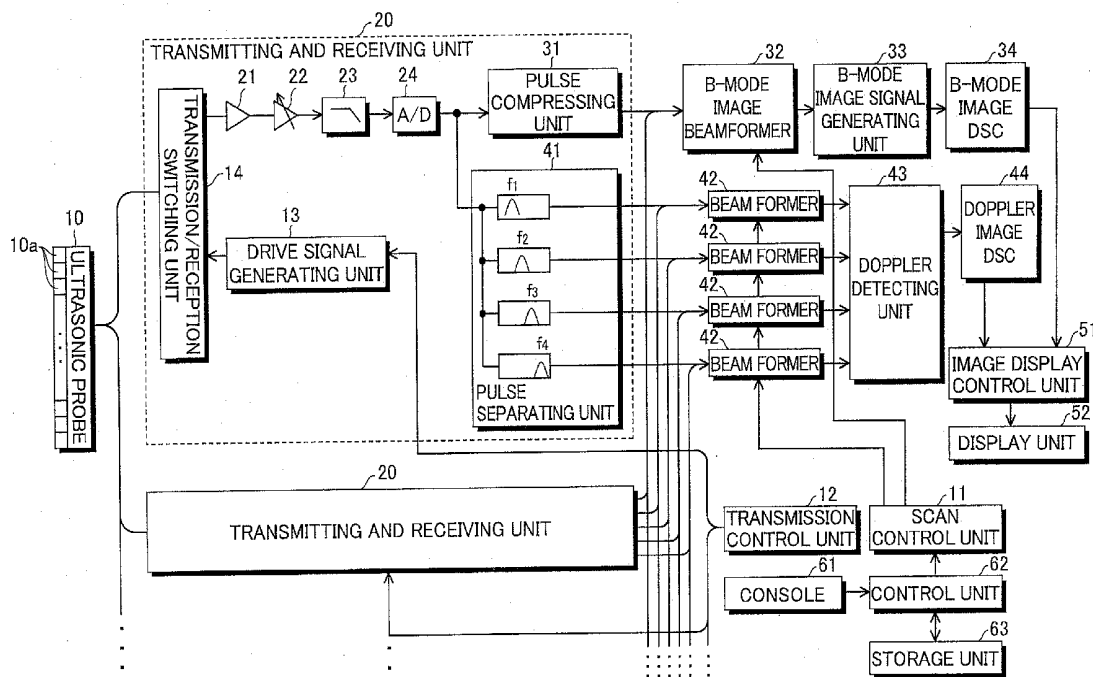 20
TRANSMITTING AND RECEIVING UNIT
21
22
23
24
A/D
31
PULSE
COMPRESSING
UNIT
32
B-MODE
IMAGE
BEAMFORMER
33
B-MODE
IMAGE SIGNAL
GENERATING
UNIT
34
B-MODE
IMAGE
DSC
TRANSMISSION/RECEPTION
SWITCHING UNIT
14
13
DRIVE SIGNAL
GENERATING UNIT
41
f1
f2
f3
f4
PULSE
SEPARATING UNIT
42
BEAM FORMER
42
BEAM FORMER
42
BEAM FORMER
42
BEAM FORMER
43
DOPPLER
DETECTING
UNIT
44
DOPPLER
IMAGE
DSC
10
10a
ULTRASONIC PROBE
51
IMAGE DISPLAY
CONTROL UNIT
52
DISPLAY UNIT
20
TRANSMITTING AND RECEIVING UNIT
12
TRANSMISSION
CONTROL UNIT
11
SCAN
CONTROL UNIT
61
CONSOLE
62
CONTROL UNIT
63
STORAGE UNIT